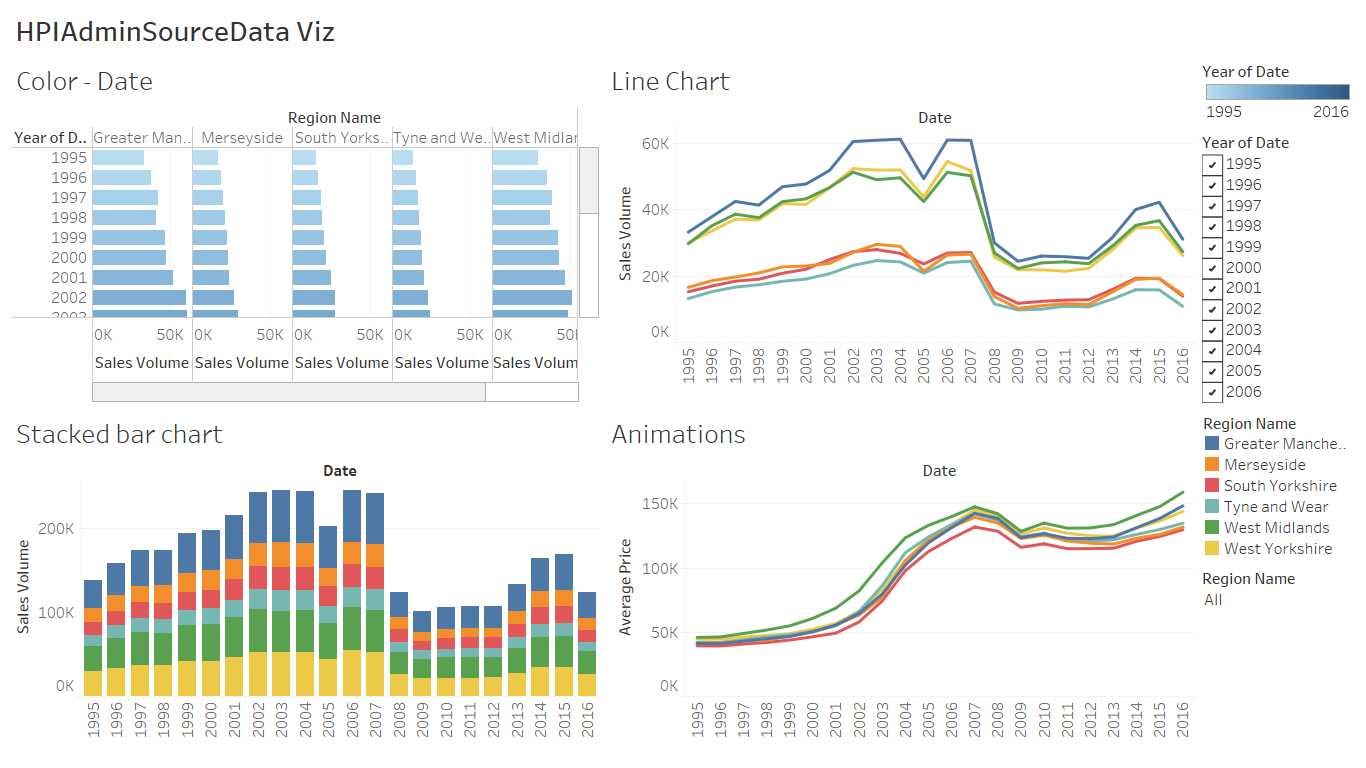 HPIAdminSourceData Viz
Color - Date
Region Name
Year of D.. Greater Man.. Merseyside South Yorks.. Tyne and We.. West Midlan
1995
1996
1997
1998
1999
2000
2001
2002
2003
0K 50K 0K 50K 0K 50K 0K 50K 0K 50K
Sales Volume Sales Volume Sales Volume Sales Volume Sales Volum
Line Chart
Date
60K
40K
20K
0K
Sales Volume
1995 1996 1997 1998 1999 2000 2001 2002 2003 2004 2005 2006 2007 2008 2009 2010 2011 2012 2013 2014 2015 2016
Year of Date
1995 2016
Year of Date
1995
1996
1997
1998
1999
2000
2001
2002
2003
2004
2005
2006
Stacked bar chart
Date
200K
100K
0K
Sales Volume
1995 1996 1997 1998 1999 2000 2001 2002 2003 2004 2005 2006 2007 2008 2009 2010 2011 2012 2013 2014 2015 2016
Animations
Date
150K
100K
50K
0K
Average Price
1995 1996 1997 1998 1999 2000 2001 2002 2003 2004 2005 2006 2007 2008 2009 2010 2011 2012 2013 2014 2015 2016
Region Name
Greater Manche..
Merseyside
South Yorkshire
Tyne and Wear
West Midlands
West Yorkshire
Region Name
All